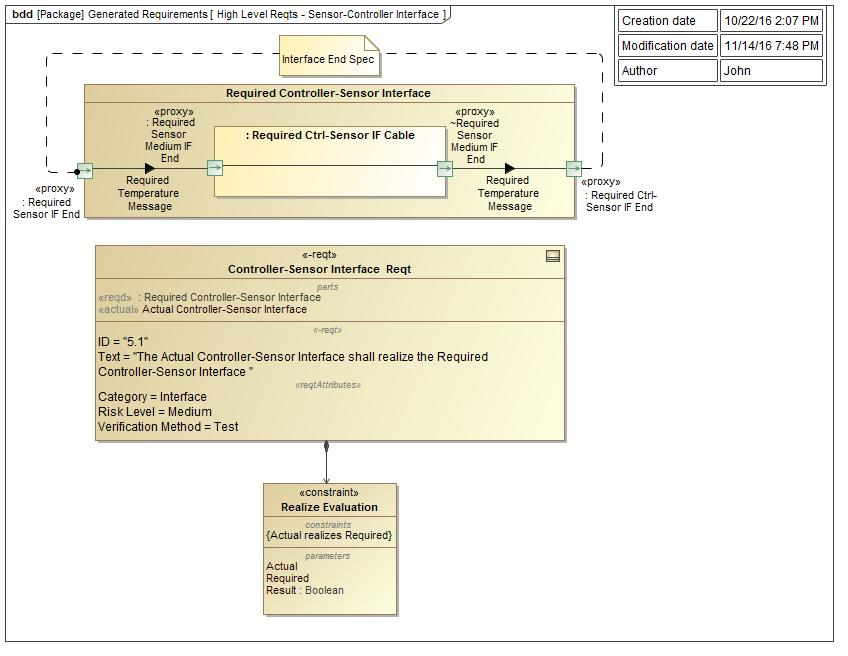 bdd [Package] Generated Requirements [ High Level Reqts - Sensor-Controller Interface ]
Creation date 10/22/16 2:07 PM
Modification date 11/14/16 7:48 PM
Author John
Interface End Spec
Required Controller-Sensor Interface
«proxy»
: Required
Sensor
Medium IF
End
: Required Ctrl-Sensor IF Cable
«proxy»
~Required
Sensor
Medium IF
End
Required
Temperature
Message
Required
Temperature
Message
«proxy»
: Required
Sensor IF End
«proxy»
: Required Ctrl-
Sensor IF End
«-reqt»
Controller-Sensor Interface Reqt
parts
«reqd» : Required Controller-Sensor Interface
«actual» Actual Controller-Sensor Interface
«-reqt»
ID = "5.1"
Text = "The Actual Controller-Sensor Interface shall realize the Required
Controller-Sensor Interface "
«reqtAttributes»
Category = Interface
Risk Level = Medium
Verification Method = Test
«constraint»
Realize Evaluation
constraints
{Actual realizes Required}
parameters
Actual
Required
Result : Boolean